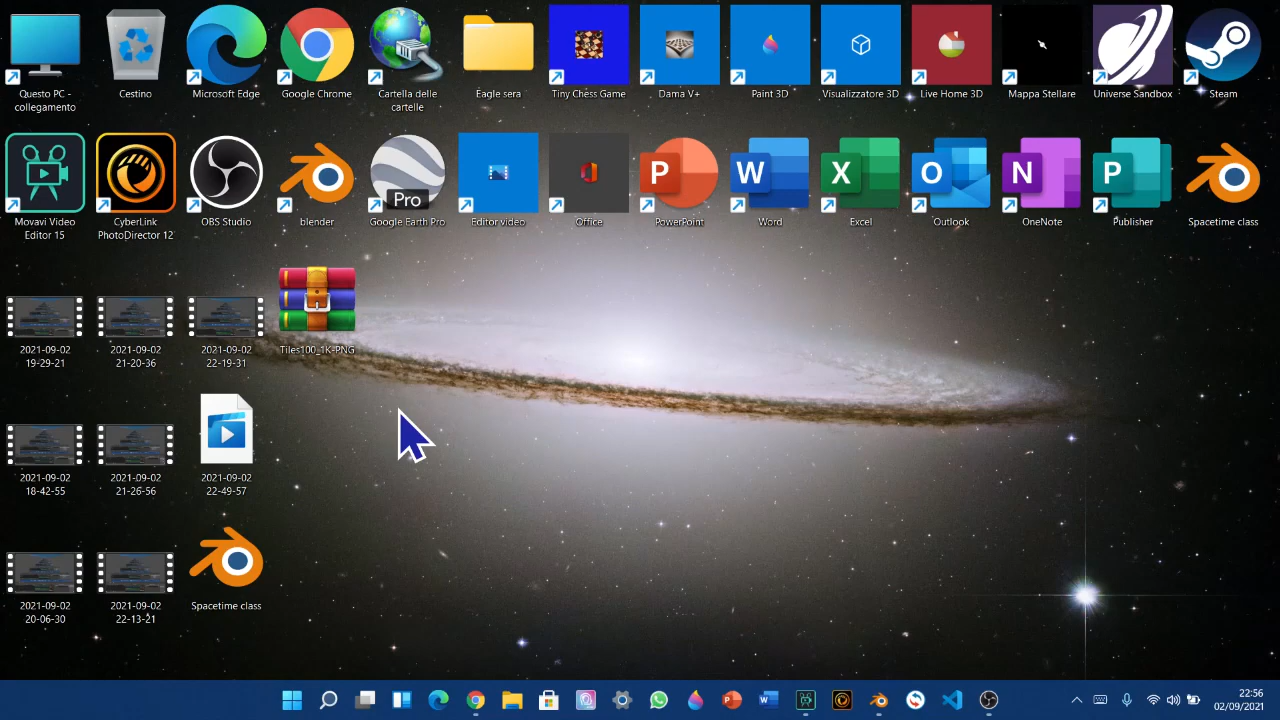 Questo PC -
collegamento
Cestino
Microsoft Edge
Google Chrome
Cartella delle
cartelle
Eagle sera
Tiny Chess Game
Dama V+
Paint 3D
Visualizzatore 3D
Live Home 3D
Mappa Stellare
Universe Sandbox
Steam
Movavi Video
Editor 15
CyberLink
PhotoDirector 12
OBS Studio
blender
Pro
Google Earth Pro
Editor video
Office
P
PowerPoint
W
Word
X
Excel
O
Outlook
N
OneNote
P
Publisher
Spacetime class
2021-09-02
19-29-21
2021-09-02
21-20-36
2021-09-02
22-19-31
Tiles100_1K-PNG
2021-09-02
18-42-55
2021-09-02
21-26-56
2021-09-02
22-49-57
2021-09-02
20-06-30
2021-09-02
22-13-21
Spacetime class
22:56
02/09/2021